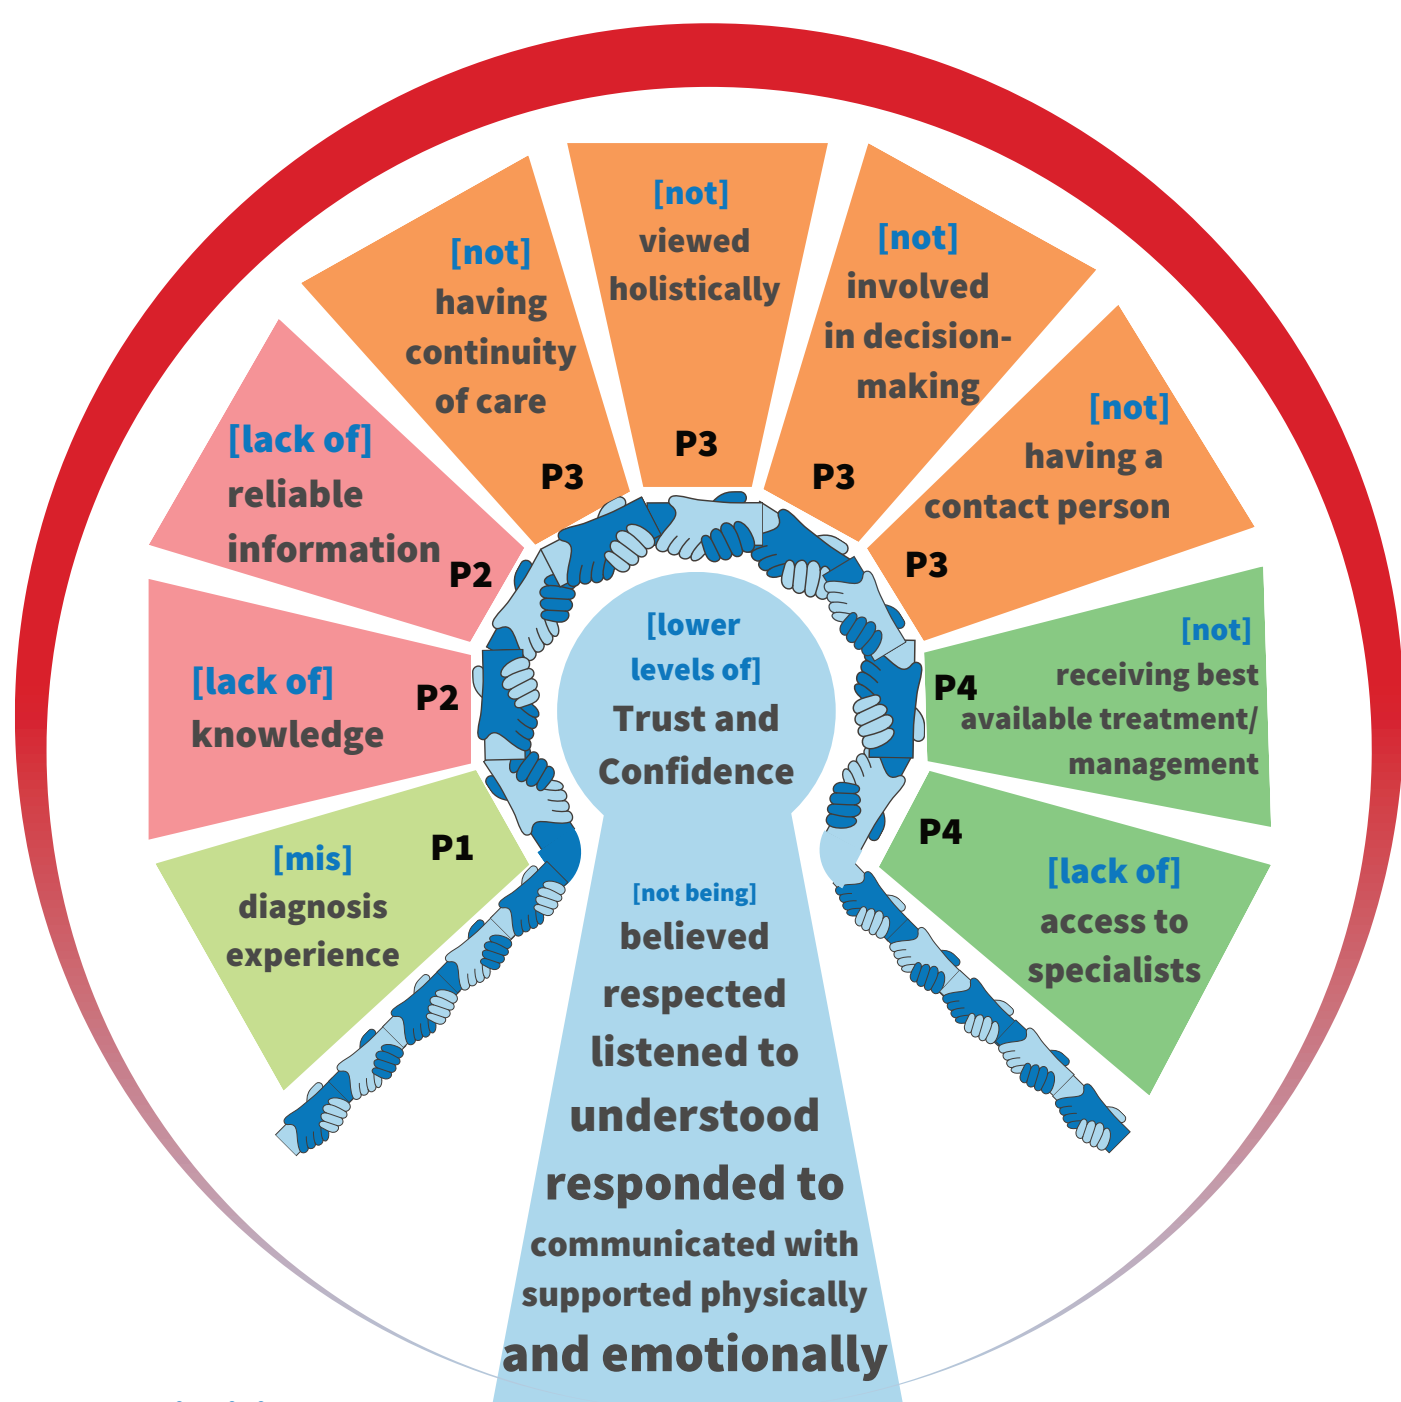 [not]
viewed
holistically
P3
[not]
having
continuity
of care
P3
[not]
involved
in decision-
making
P3
[lack of]
reliable
information
P2
[not]
having a
contact person
P3
[lack of]
knowledge
P2
[not]
receiving best
available treatment/
management
P4
[mis]
diagnosis
experience
P1
[lack of]
access to
specialists
P4
[lower
levels of]
Trust and
Confidence
[not being]
believed
respected
listened to
understood
responded to
communicated with
supported physically
and emotionally